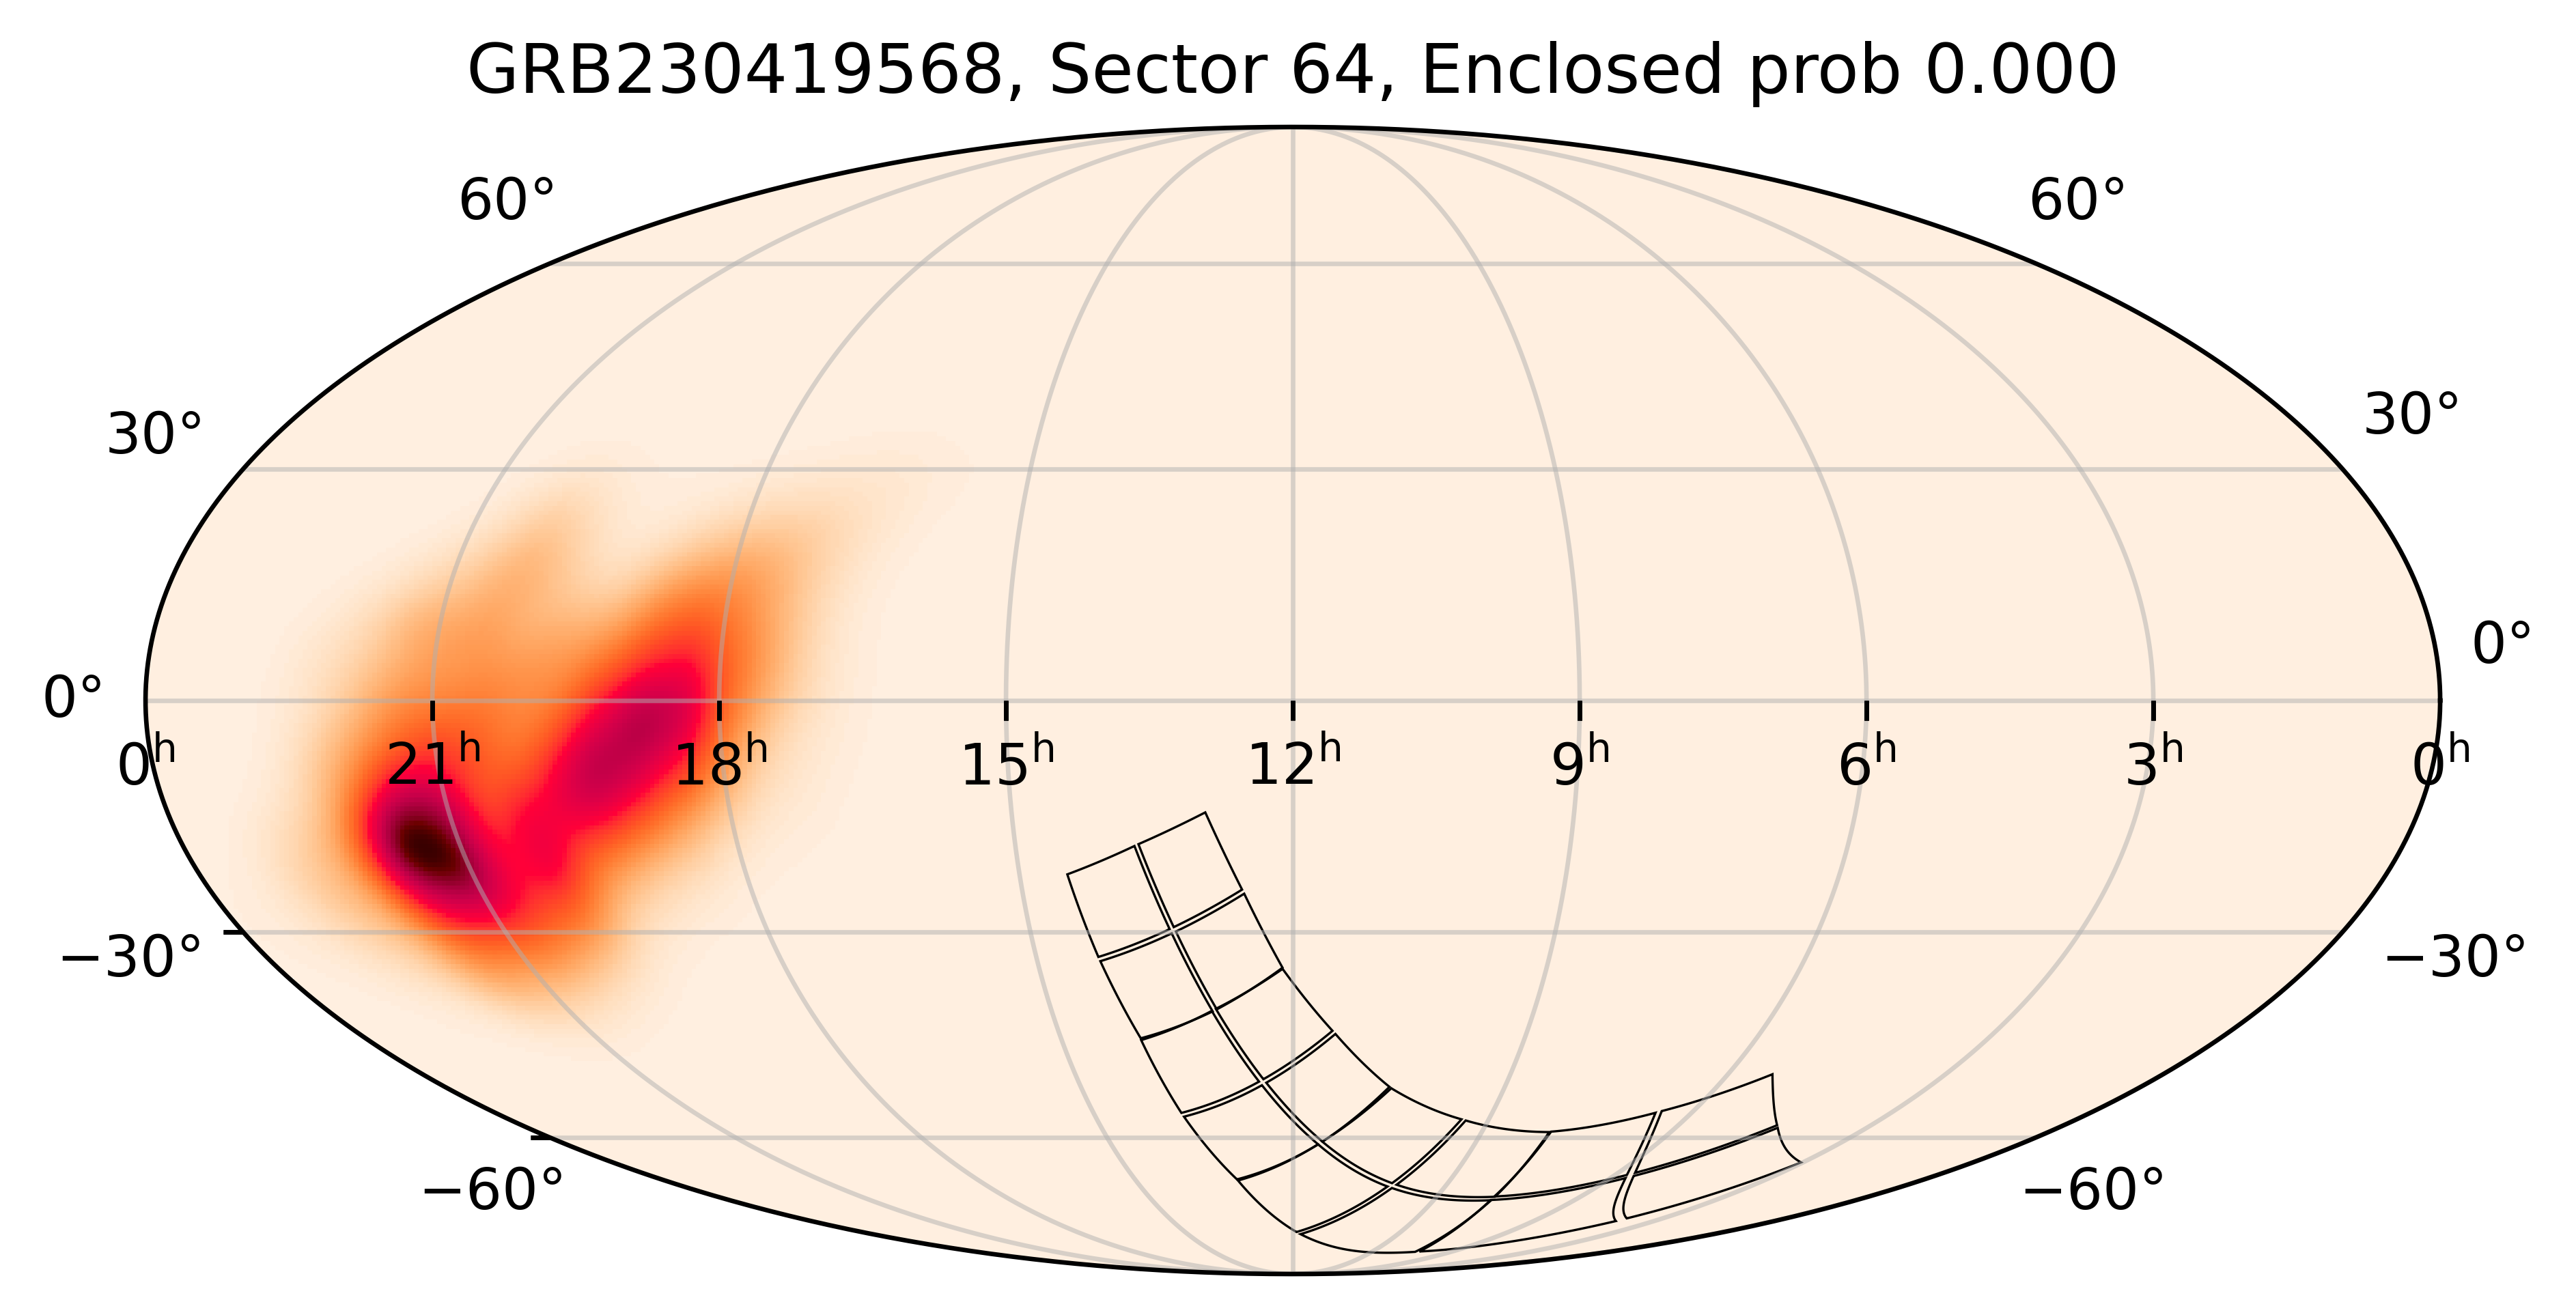 GRB230419568, Sector 64, Enclosed prob 0.000
60° 60°
30° 30°
0° 0°
0ʰ 21ʰ 18ʰ 15ʰ 12ʰ 9ʰ 6ʰ 3ʰ 0ʰ
−30° −30°
−60° −60°